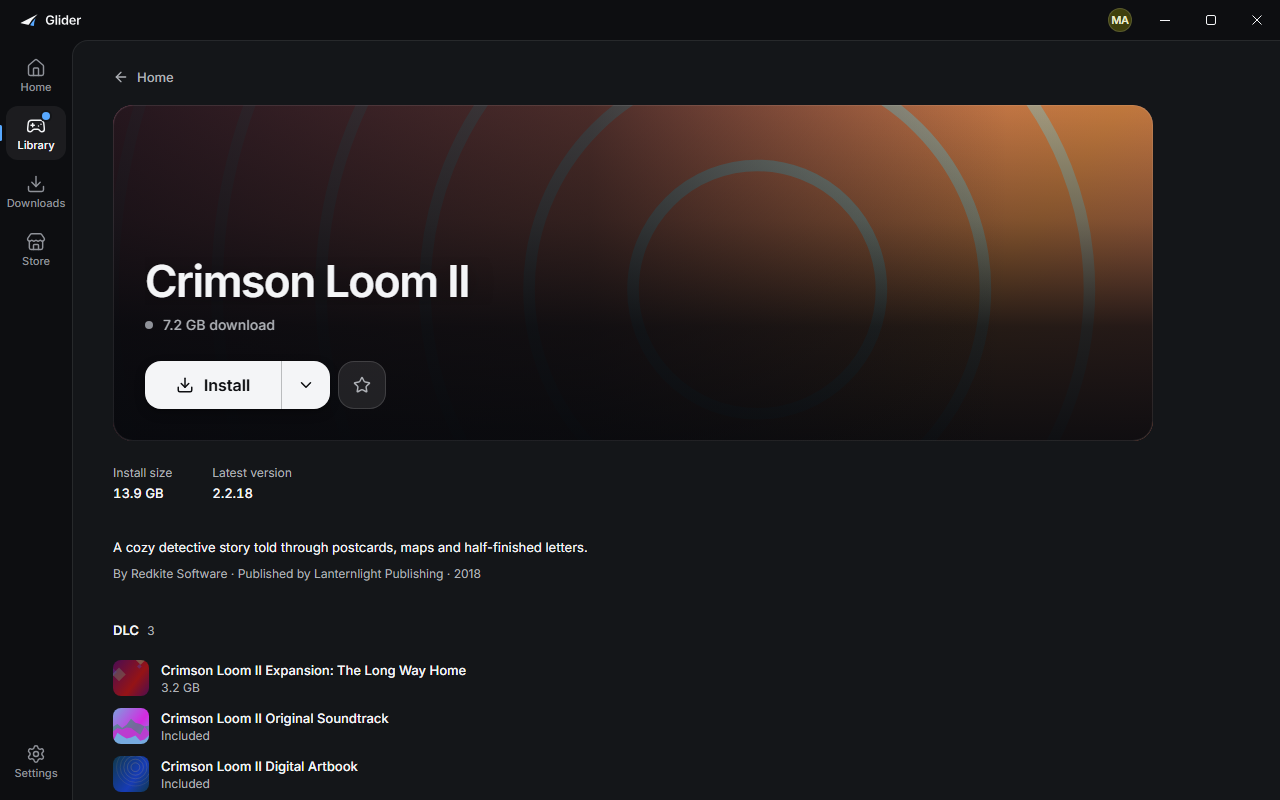 Glider
MA
Home
Library
Downloads
Store
Settings
Home
Crimson Loom II
7.2 GB download
Install
Install size
13.9 GB
Latest version
2.2.18
A cozy detective story told through postcards, maps and half-finished letters.
By Redkite Software · Published by Lanternlight Publishing · 2018
DLC 3
Crimson Loom II Expansion: The Long Way Home
3.2 GB
Crimson Loom II Original Soundtrack
Included
Crimson Loom II Digital Artbook
Included